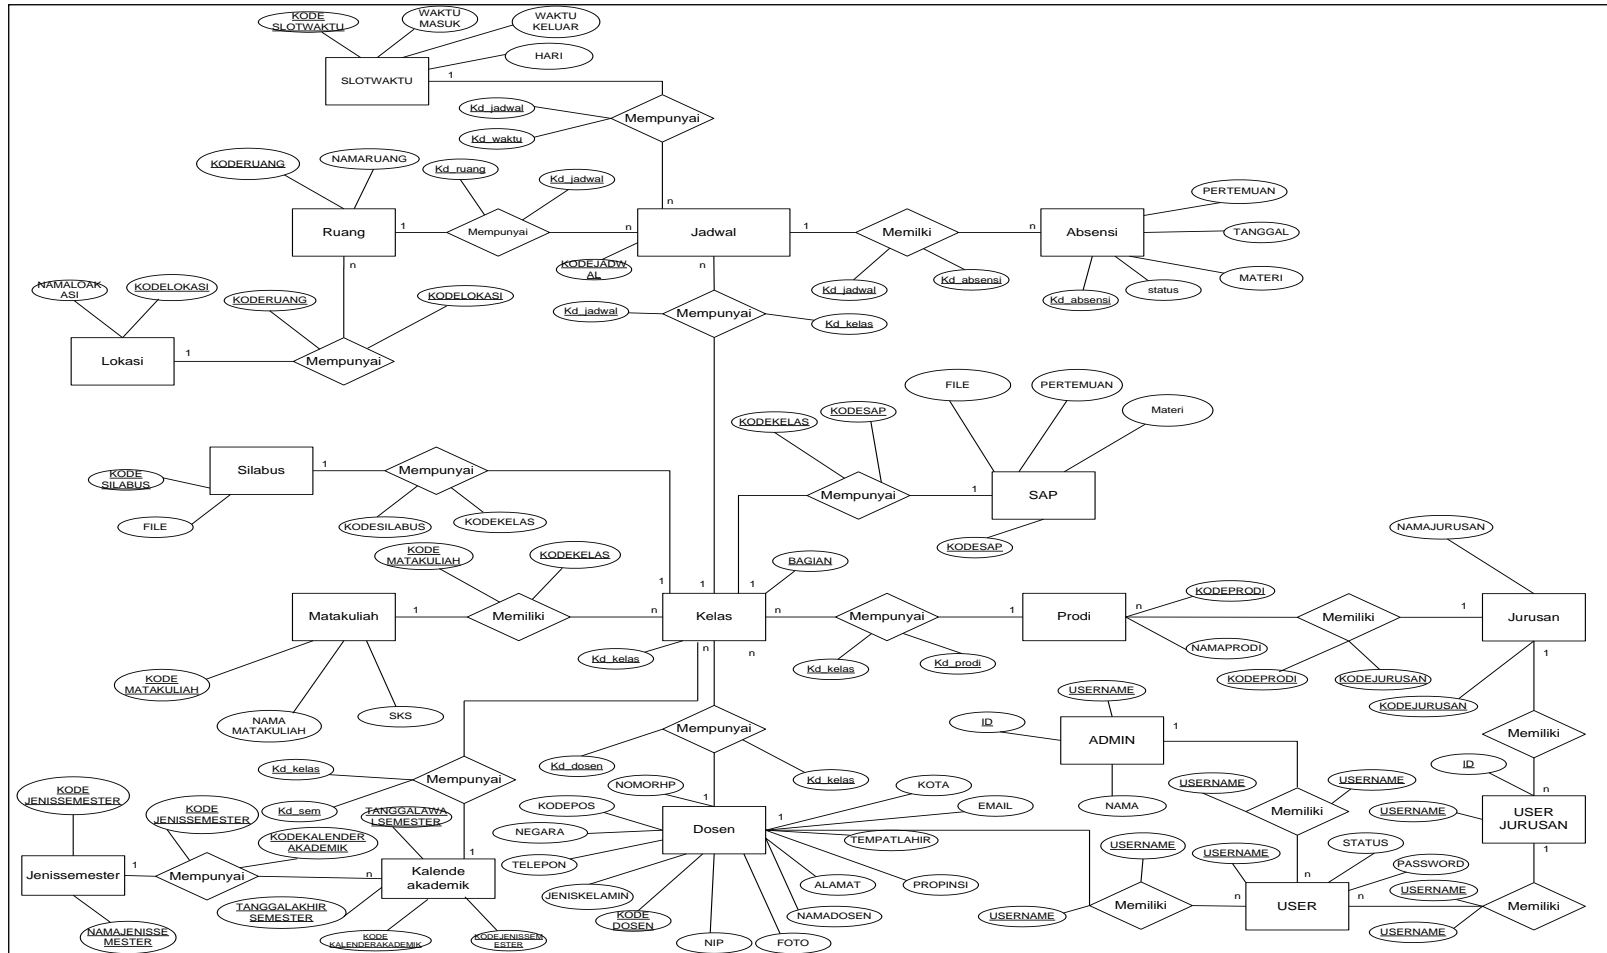 KODE
SLOTWAKTU
WAKTU
MASUK
WAKTU
KELUAR
HARI
SLOTWAKTU
1
Kd_jadwal
Mempunyai
Kd_waktu
n
KODERUANG
NAMARUANG
Kd_ruang
Kd_jadwal
Ruang
1
Mempunyai
n
Jadwal
1
Memilki
n
Absensi
PERTEMUAN
TANGGAL
MATERI
status
Kd_absensi
Kd_absensi
Kd_jadwal
KODEJADW
AL
n
n
NAMALOAK
ASI
KODELOKASI
KODERUANG
KODELOKASI
Lokasi
1
Mempunyai
Kd_jadwal
Mempunyai
Kd_kelas
FILE
PERTEMUAN
Materi
KODESAP
KODEKELAS
Mempunyai
1
SAP
KODESAP
Silabus
1
Mempunyai
KODE
SILABUS
FILE
KODESILABUS
KODEKELAS
KODE
MATAKULIAH
KODEKELAS
BAGIAN
1
1
1
Matakuliah
1
Memiliki
n
Kelas
n
Mempunyai
1
Prodi
n
KODEPRODI
NAMAPRODI
Memiliki
1
Jurusan
NAMAJURUSAN
KODEPRODI
KODEJURUSAN
KODEJURUSAN
1
Kd_kelas
n
n
Kd_kelas
Kd_prodi
KODE
MATAKULIAH
NAMA
MATAKULIAH
SKS
USERNAME
ID
ADMIN
1
NAMA
Memiliki
ID
n
USERNAME
USER
JURUSAN
1
USERNAME
USERNAME
Memiliki
n
Mempunyai
Kd_dosen
Kd_kelas
Kd_kelas
Mempunyai
Kd_sem
KODE
JENISSEMESTER
KODE
JENISSEMESTER
KODEKALENDER
AKADEMIK
TANGGALAWA
LSEMESTER
1
Jenissemester
1
Mempunyai
n
Kalende
akademik
TANGGALAKHIR
SEMESTER
NAMAJENISSE
MESTER
KODE
KALENDERAKADEMIK
KODEJENISSEM
ESTER
NOMORHP
1
KODEPOS
NEGARA
TELEPON
JENISKELAMIN
KODE
DOSEN
NIP
FOTO
NAMADOSEN
ALAMAT
PROPINSI
TEMPATLAHIR
EMAIL
KOTA
Dosen
1
USERNAME
USERNAME
Memiliki
n
USER
n
USERNAME
STATUS
PASSWORD
USERNAME
USERNAME
Memiliki